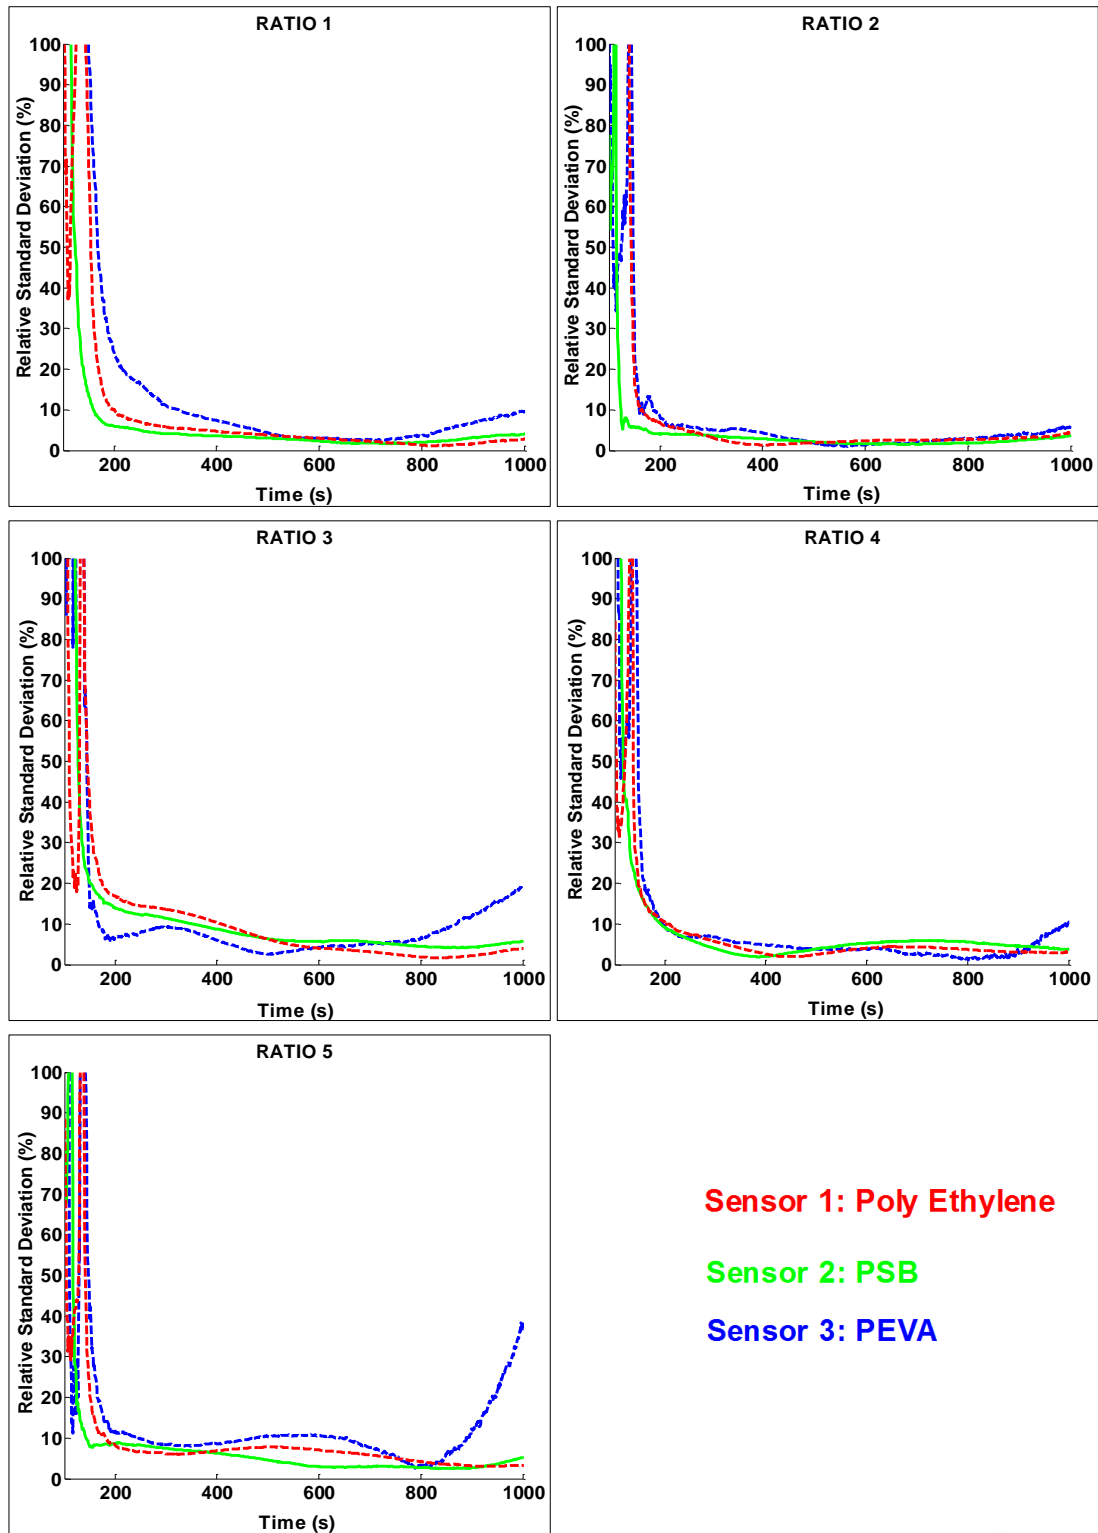 RATIO 1
100
90
80
70
60
50
40
30
20
10
0
Relative Standard Deviation (%)
200 400 600 800 1000
Time (s)
RATIO 2
100
90
80
70
60
50
40
30
20
10
0
Relative Standard Deviation (%)
200 400 600 800 1000
Time (s)
RATIO 3
100
90
80
70
60
50
40
30
20
10
0
Relative Standard Deviation (%)
200 400 600 800 1000
Time (s)
RATIO 4
100
90
80
70
60
50
40
30
20
10
0
Relative Standard Deviation (%)
200 400 600 800 1000
Time (s)
RATIO 5
100
90
80
70
60
50
40
30
20
10
0
Relative Standard Deviation (%)
200 400 600 800 1000
Time (s)
Sensor 1: Poly Ethylene
Sensor 2: PSB
Sensor 3: PEVA